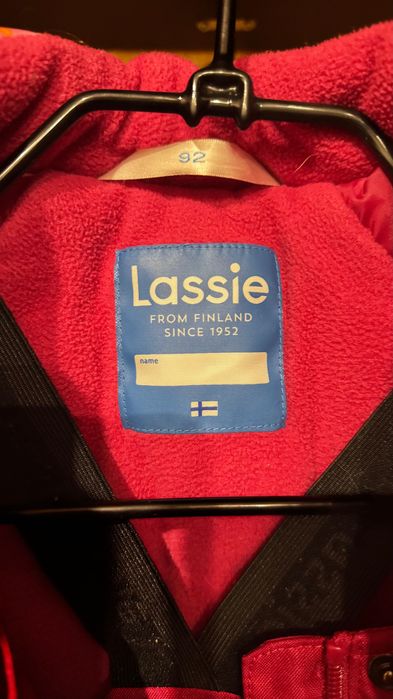 92
Lassie
FROM FINLAND
SINCE 1952
name